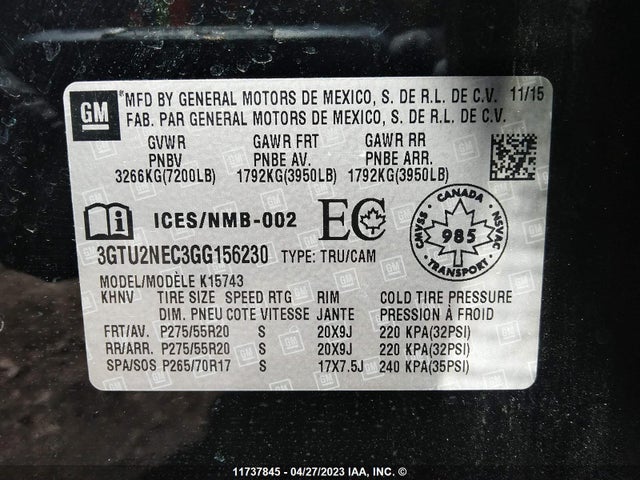 GM
*MFD BY GENERAL MOTORS DE MEXICO, S. DE R.L. DE C.V. 11/15
FAB. PAR GENERAL MOTORS DE MEXICO, S. DE R.L. DE C.V.
GVWR GAWR FRT GAWR RR
PNBV PNBE AV. PNBE ARR.
3266KG(7200LB) 1792KG(3950LB) 1792KG(3950LB)
i ICES/NMB-002 EC
CANADA
CMVSS 985 NSVAC
3GTU2NEC3GG156230 TYPE: TRU/CAM
MODEL/MODÈLE K15743
KHNV TIRE SIZE SPEED RTG RIM COLD TIRE PRESSURE
DIM. PNEU COTE VITESSE JANTE PRESSION À FROID
FRT/AV. P275/55R20 S 20X9J 220 KPA(32PSI)
RR/ARR. P275/55R20 S 20X9J 220 KPA(32PSI)
SPA/SOS P265/70R17 S 17X7.5J 240 KPA(35PSI)
11737845 - 04/27/2023 IAA, INC. ©